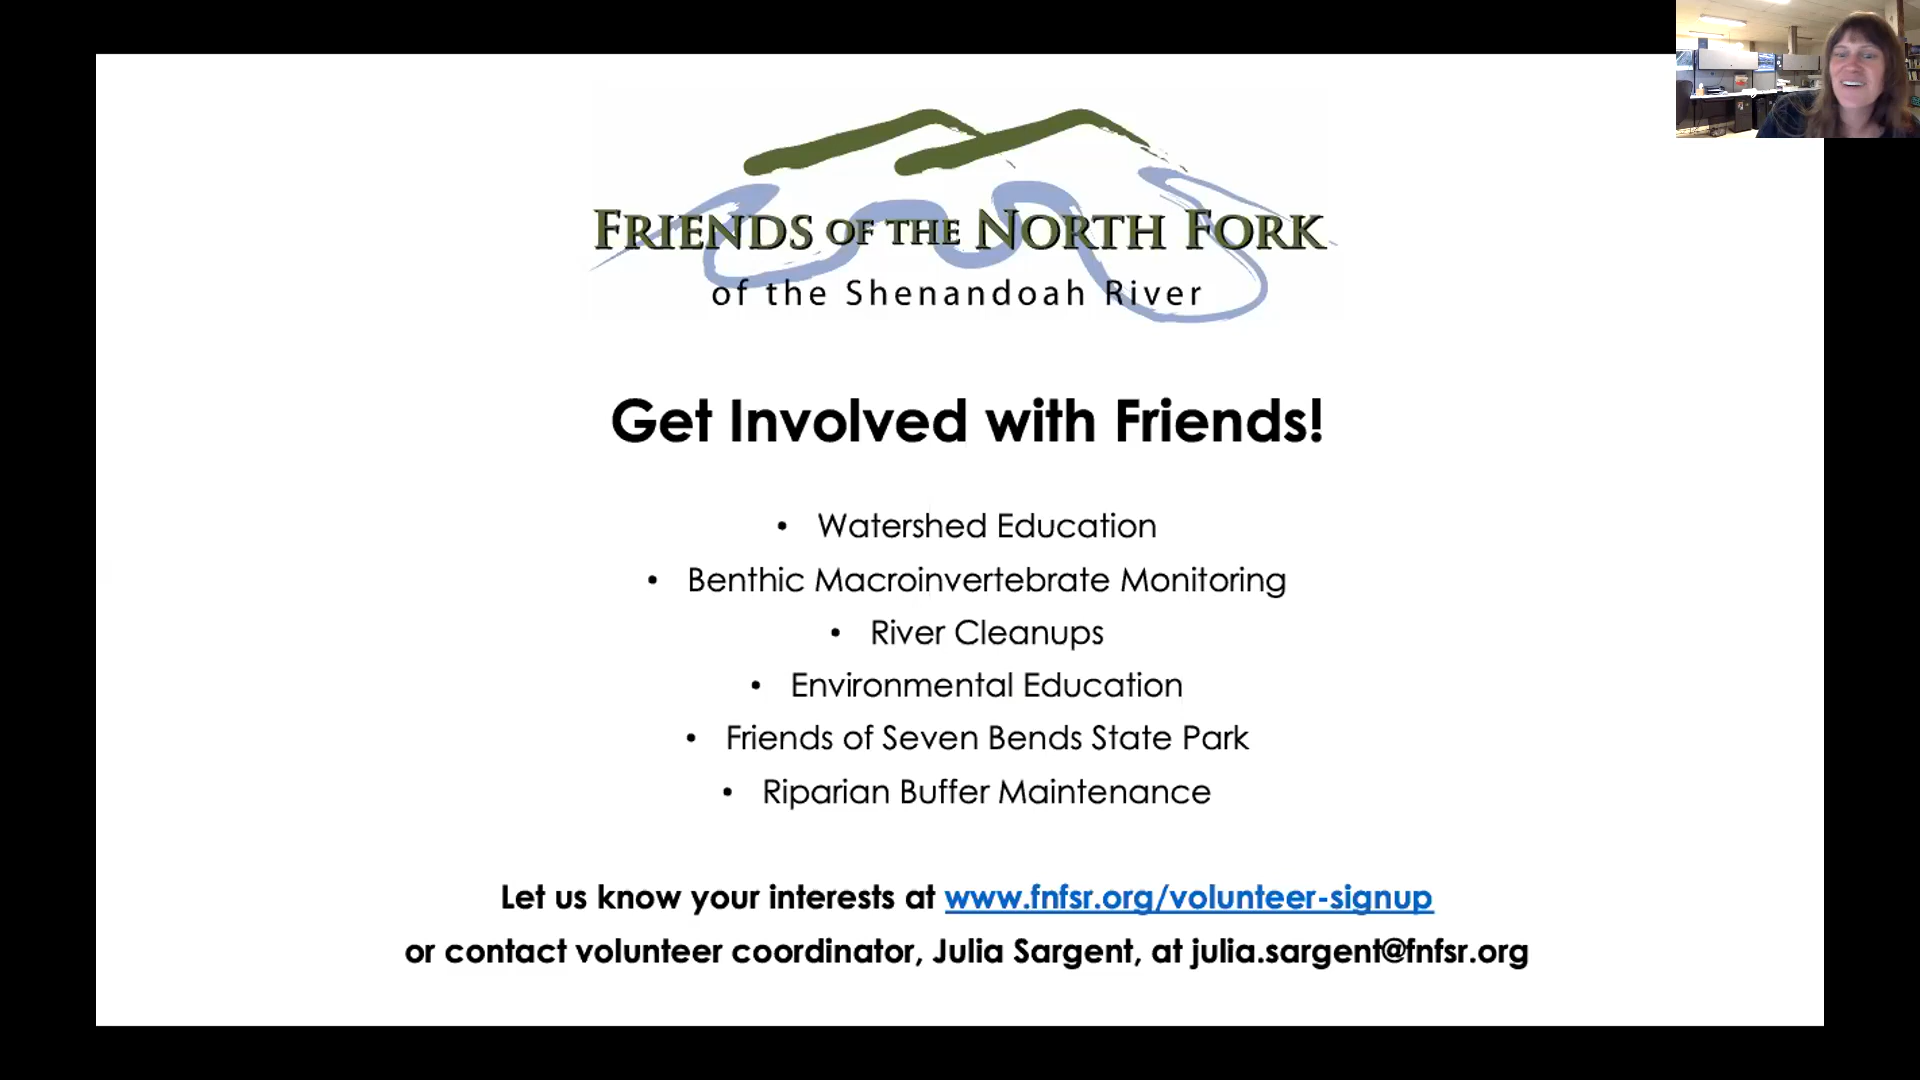 FRIENDS OF THE NORTH FORK
of the Shenandoah River
Get Involved with Friends!
• Watershed Education
• Benthic Macroinvertebrate Monitoring
• River Cleanups
• Environmental Education
• Friends of Seven Bends State Park
• Riparian Buffer Maintenance
Let us know your interests at www.fnfsr.org/volunteer-signup
or contact volunteer coordinator, Julia Sargent, at julia.sargent@fnfsr.org